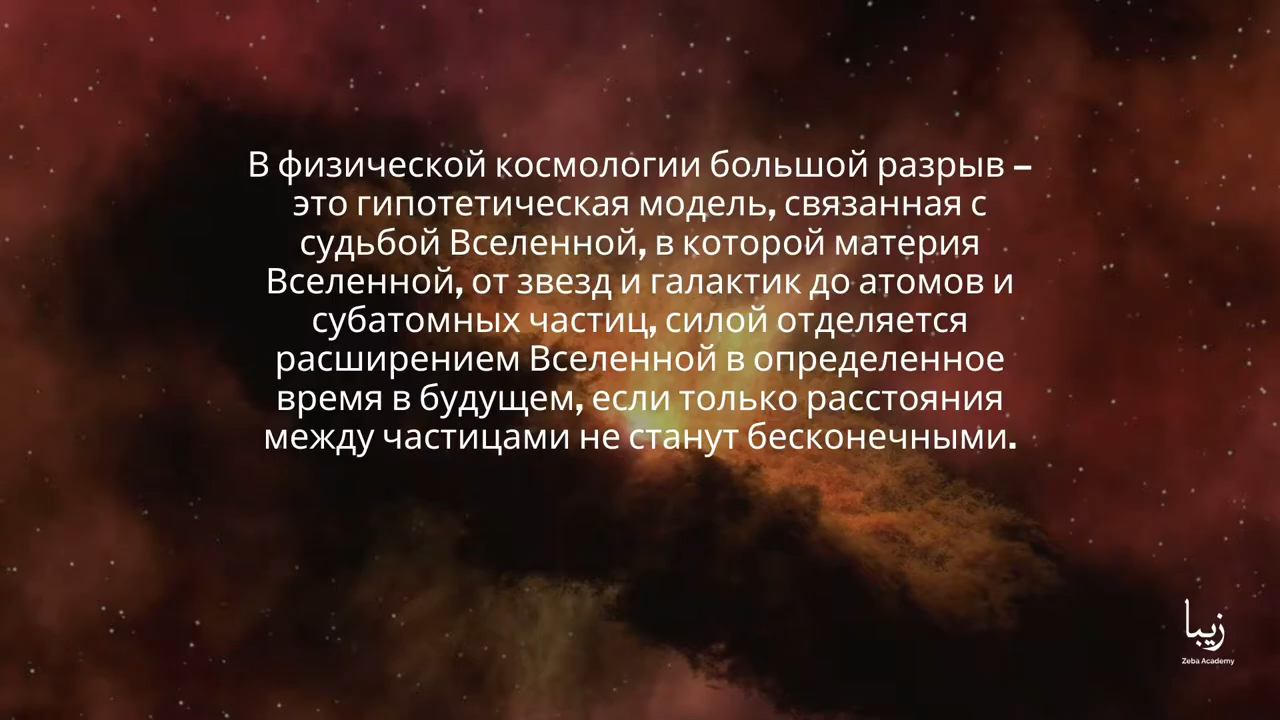 В физической космологии большой разрыв –
это гипотетическая модель, связанная с
судьбой Вселенной, в которой материя
Вселенной, от звезд и галактик до атомов и
субатомных частиц, силой отделяется
расширением Вселенной в определенное
время в будущем, если только расстояния
между частицами не станут бесконечными.
زیبا
Zeba Academy